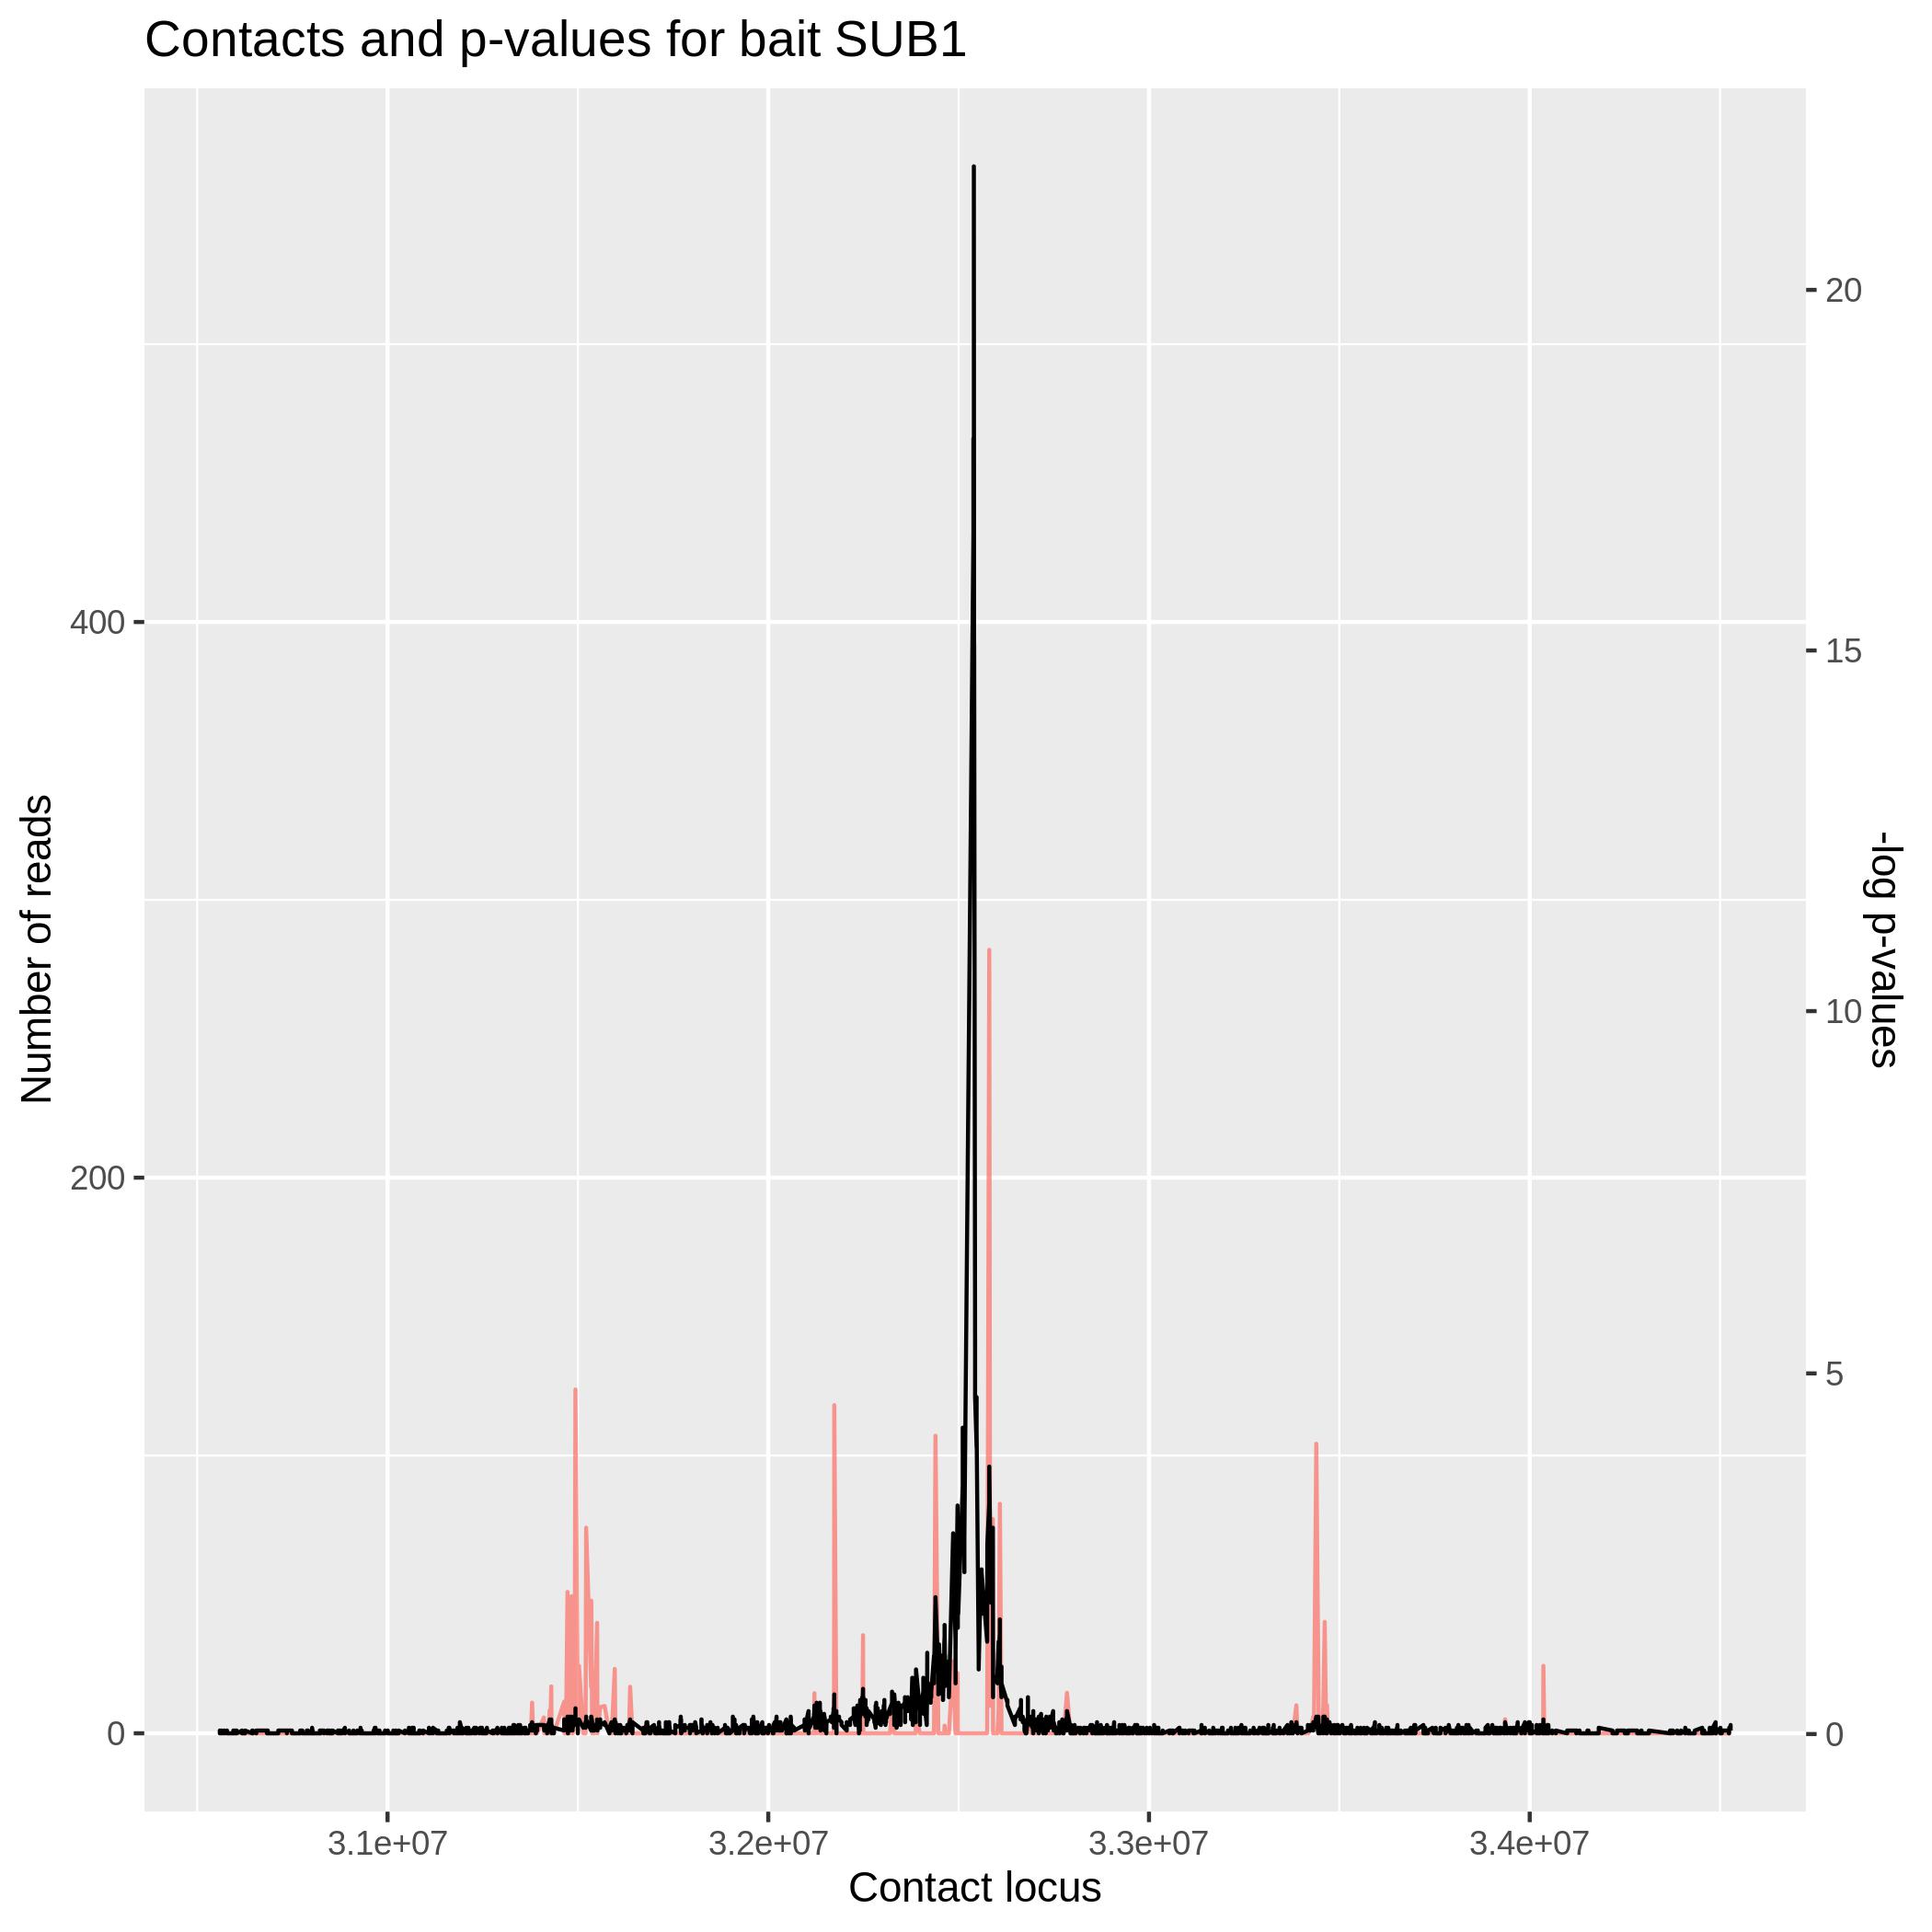 Contacts and p-values for bait SUB1
Number of reads
400
200
0
20
15
10
5
0
-log p-values
3.1e+07
3.2e+07
3.3e+07
3.4e+07
Contact locus